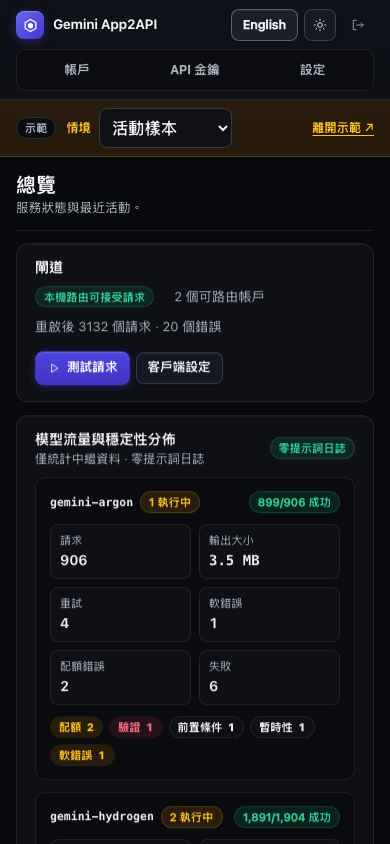 Gemini App2API
English
帳戶
API 金鑰
設定
示範
情境
活動樣本
離開示範 ↗
總覽
服務狀態與最近活動。
閘道
本機路由可接受請求
2 個可路由帳戶
重啟後 3132 個請求 · 20 個錯誤
測試請求
客戶端設定
模型流量與穩定性分佈
僅統計中繼資料 · 零提示詞日誌
零提示詞日誌
gemini-argon
1 執行中
899/906 成功
請求
906
輸出大小
3.5 MB
重試
4
軟錯誤
1
配額錯誤
2
失敗
6
配額 2
驗證 1
前置條件 1
暫時性 1
軟錯誤 1
gemini-hydrogen
2 執行中
1,891/1,904 成功